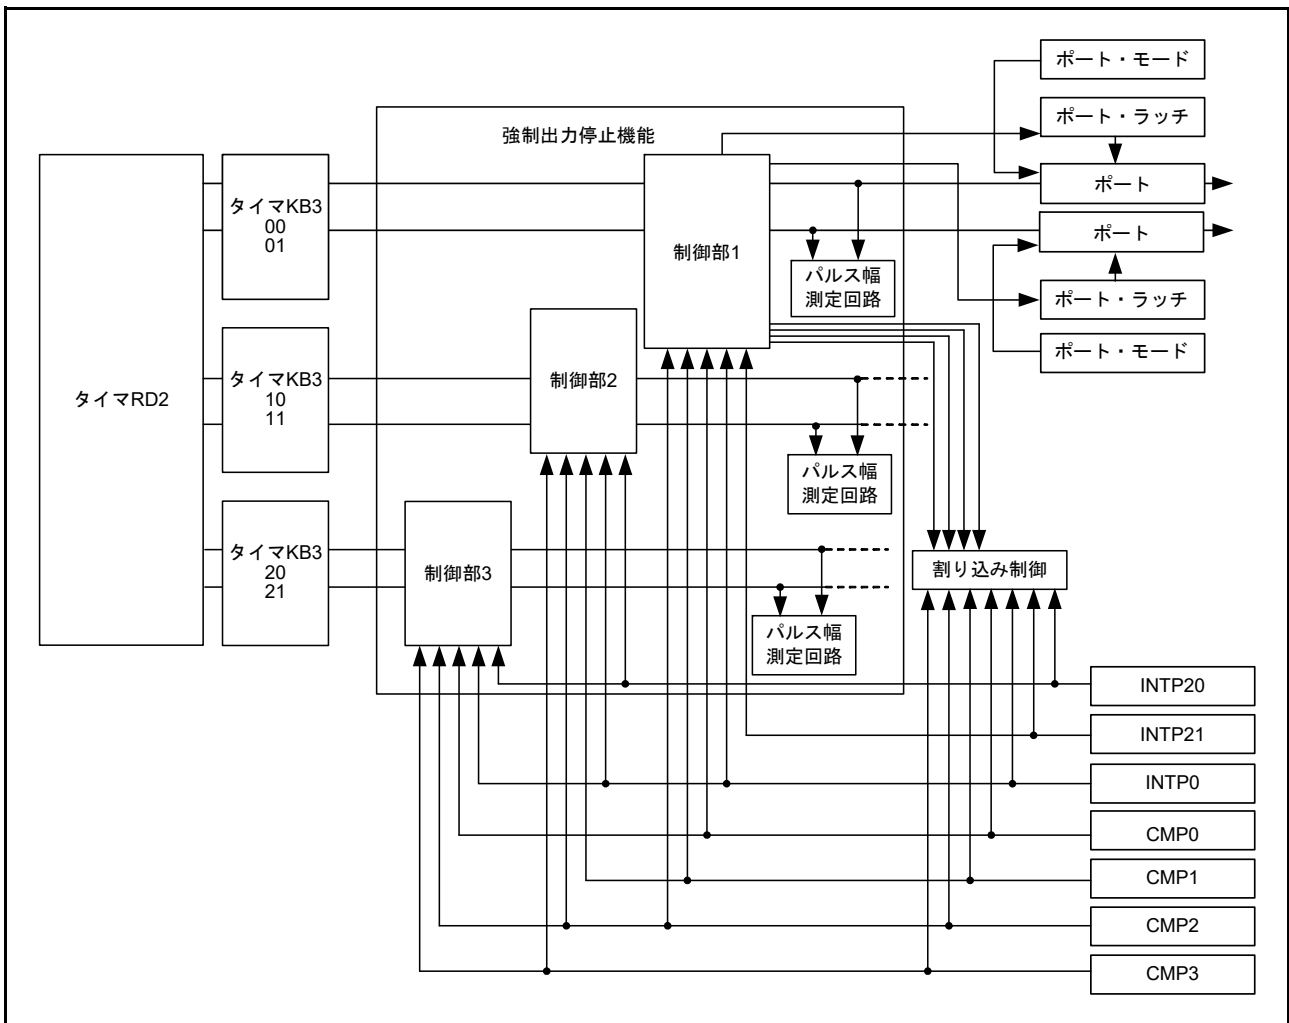 ポート・モード
ポート・ラッチ
強制出力停止機能
ポート
タイマKB3
00
01
制御部1
ポート
パルス幅
測定回路
ポート・ラッチ
ポート・モード
タイマRD2
タイマKB3
10
11
制御部2
パルス幅
測定回路
タイマKB3
20
21
制御部3
割り込み制御
パルス幅
測定回路
INTP20
INTP21
INTP0
CMP0
CMP1
CMP2
CMP3